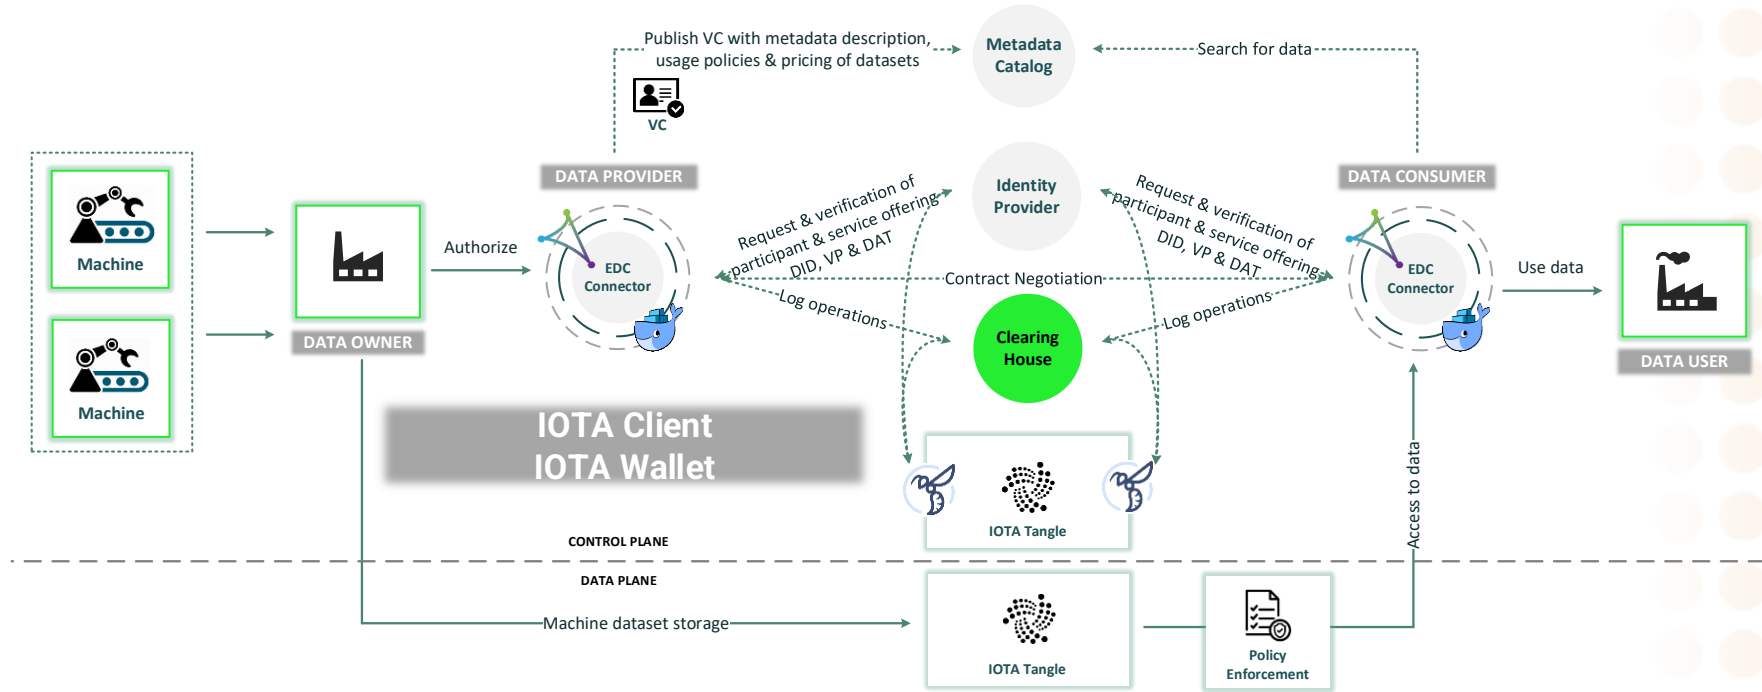 Publish VC with metadata description,
usage policies & pricing of datasets
VC
Metadata
Catalog
Search for data
DATA PROVIDER
Identity
Provider
DATA CONSUMER
Request & verification of
participant & service offering
DID, VP & DAT
Request & verification of
participant & service offering
DID, VP & DAT
Machine
Machine
Authorize
DATA OWNER
EDC
Connector
Contract Negotiation
Log operations
Log operations
Clearing
House
EDC
Connector
Use data
DATA USER
IOTA Client
IOTA Wallet
IOTA Tangle
Access to data
CONTROL PLANE
DATA PLANE
Machine dataset storage
IOTA Tangle
Policy
Enforcement